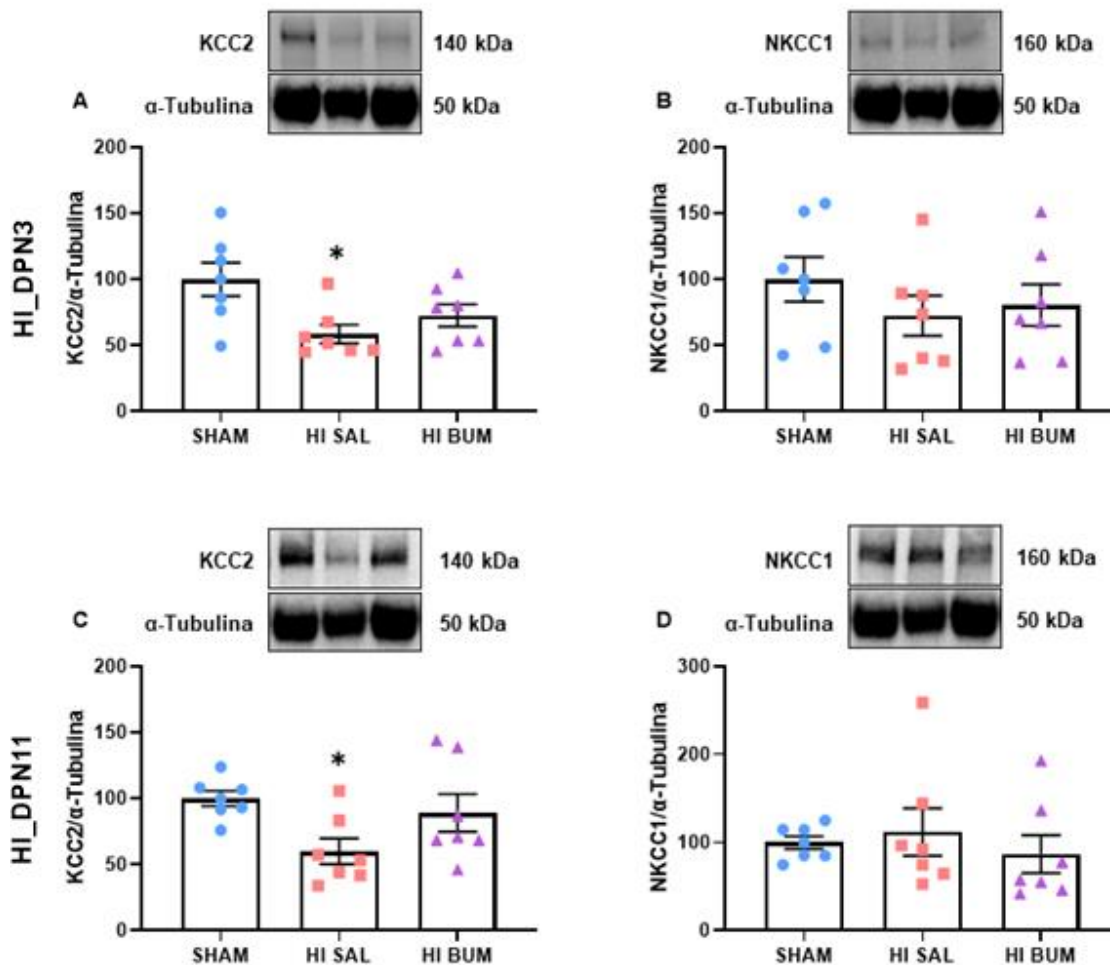 KCC2 140 kDa
α-Tubulina 50 kDa
A
HI_DPN3
KCC2/α-Tubulina
200
150
100
50
0
SHAM HI SAL HI BUM
*
NKCC1 160 kDa
α-Tubulina 50 kDa
B
NKCC1/α-Tubulina
200
150
100
50
0
SHAM HI SAL HI BUM
KCC2 140 kDa
α-Tubulina 50 kDa
C
HI_DPN11
KCC2/α-Tubulina
200
150
100
50
0
SHAM HI SAL HI BUM
*
NKCC1 160 kDa
α-Tubulina 50 kDa
D
NKCC1/α-Tubulina
300
200
100
0
SHAM HI SAL HI BUM